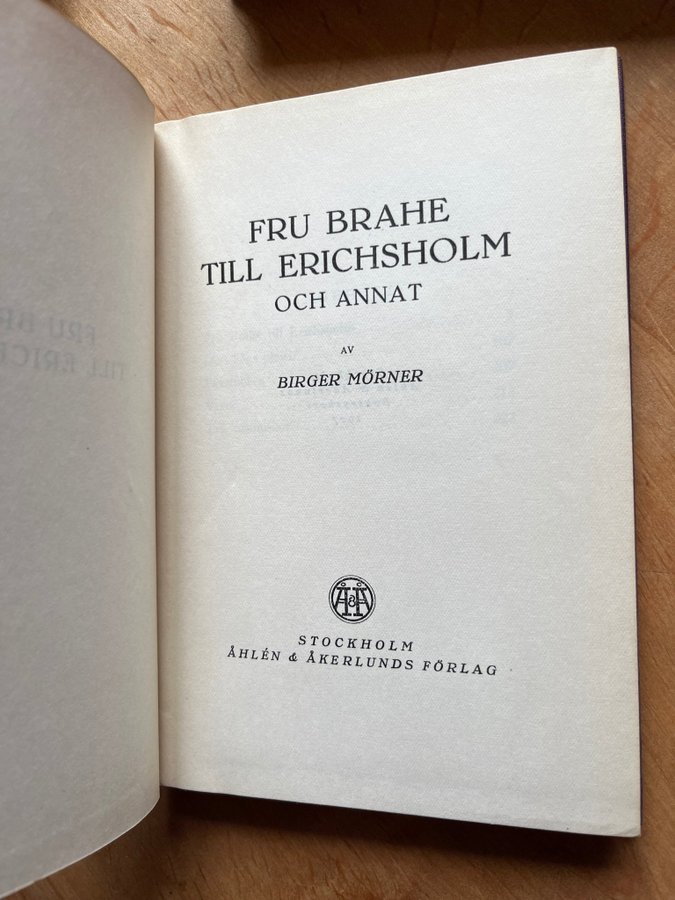 FRU BRAHE
TILL ERICHSHOLM
OCH ANNAT
AV
BIRGER MÖRNER
Å&Å
STOCKHOLM
ÅHLÉN & ÅKERLUNDS FÖRLAG